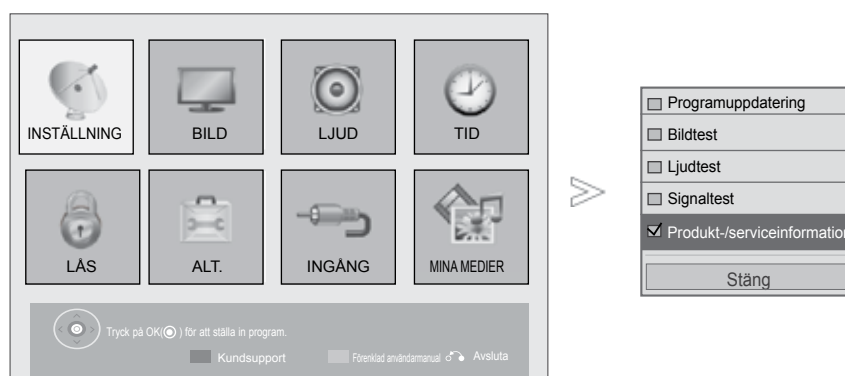 INSTÄLLNING
BILD
LJUD
TID
LÅS
ALT.
INGÅNG
MINA MEDIER
Tryck på OK(◉) för att ställa in program.
Kundsupport
Förenklad användarmanual
Avsluta
Programuppdatering
Bildtest
Ljudtest
Signaltest
Produkt-/serviceinformation
Stäng